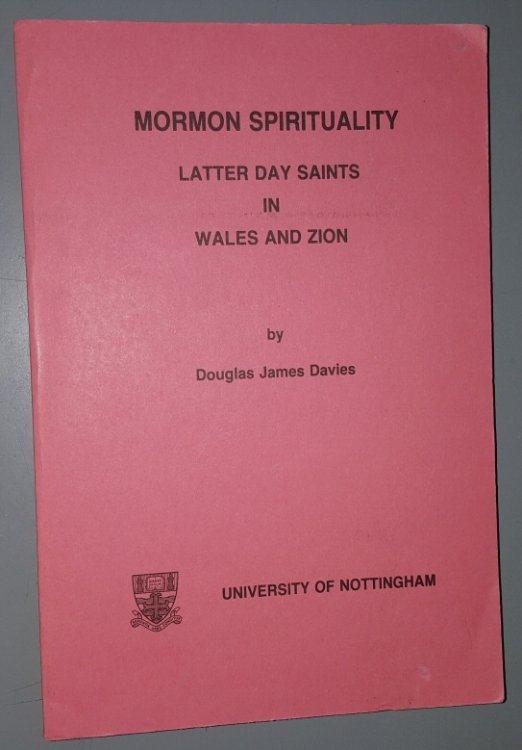 MORMON SPIRITUALITY
LATTER DAY SAINTS
IN
WALES AND ZION
by
Douglas James Davies
UNIVERSITY OF NOTTINGHAM